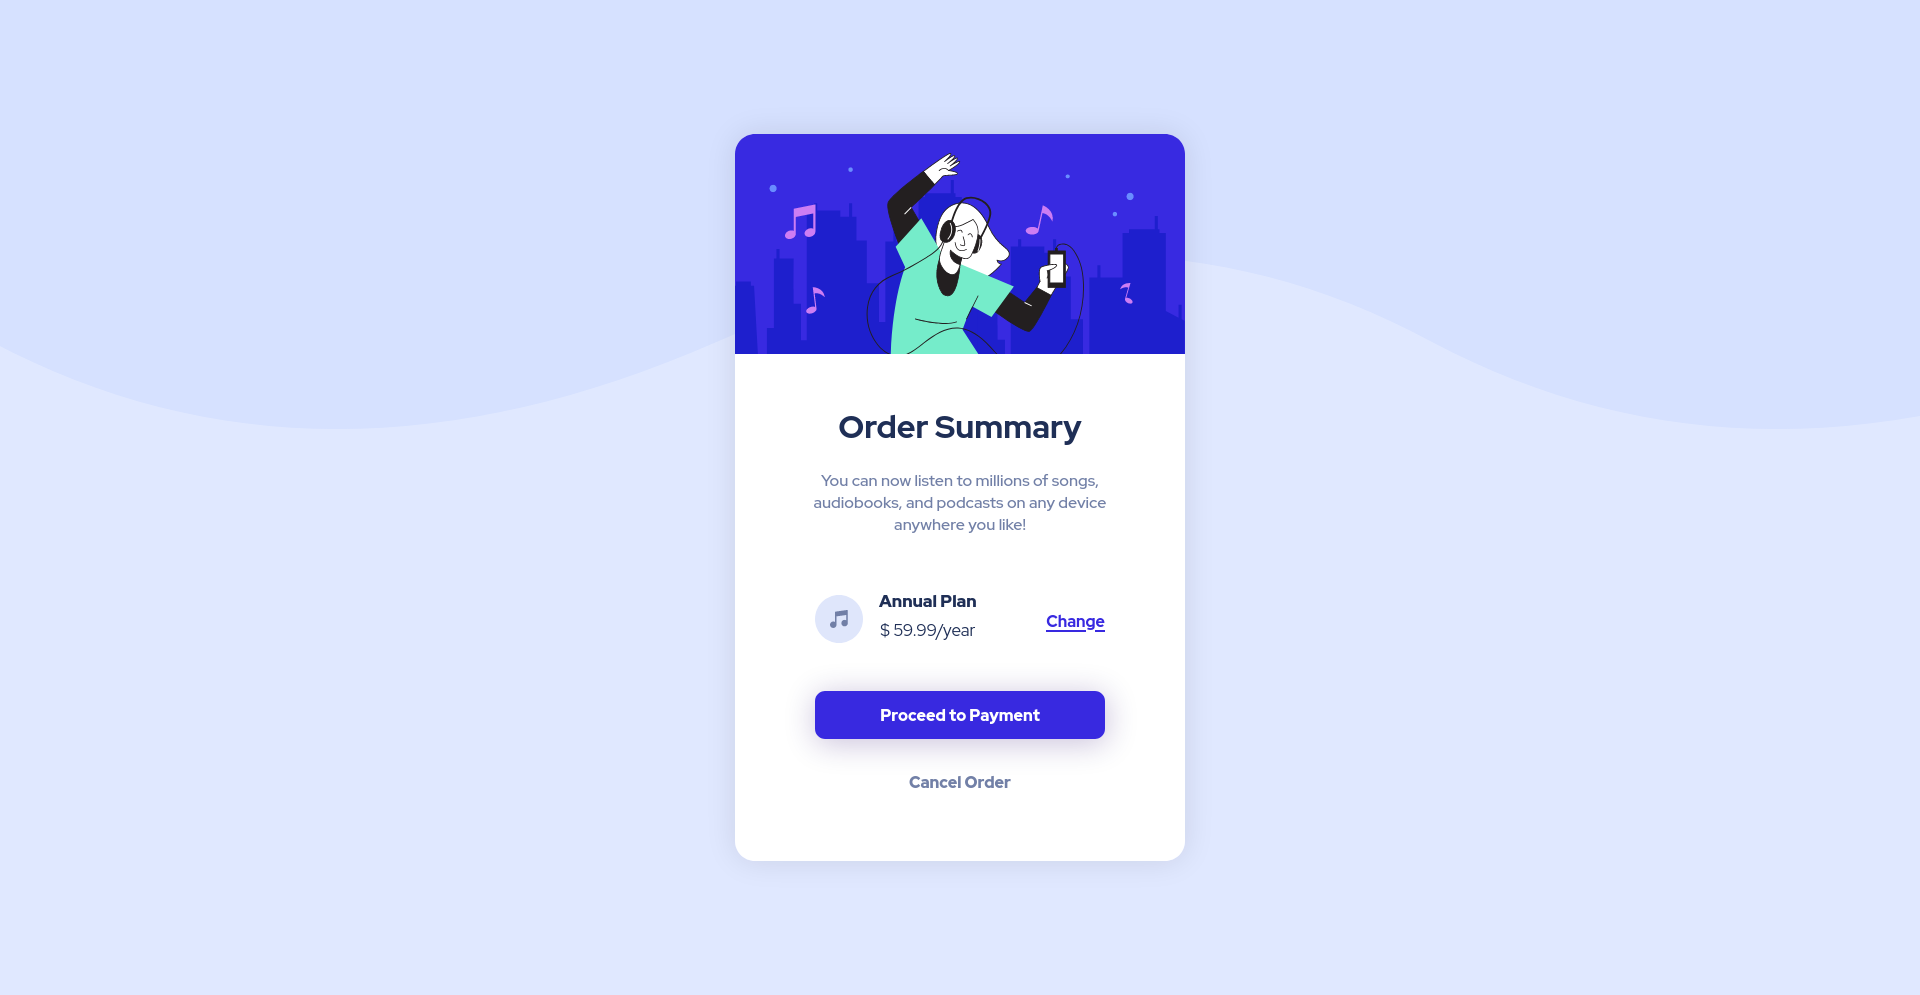 Order Summary
You can now listen to millions of songs,
audiobooks, and podcasts on any device
anywhere you like!
Annual Plan
$ 59.99/year
Change
Proceed to Payment
Cancel Order